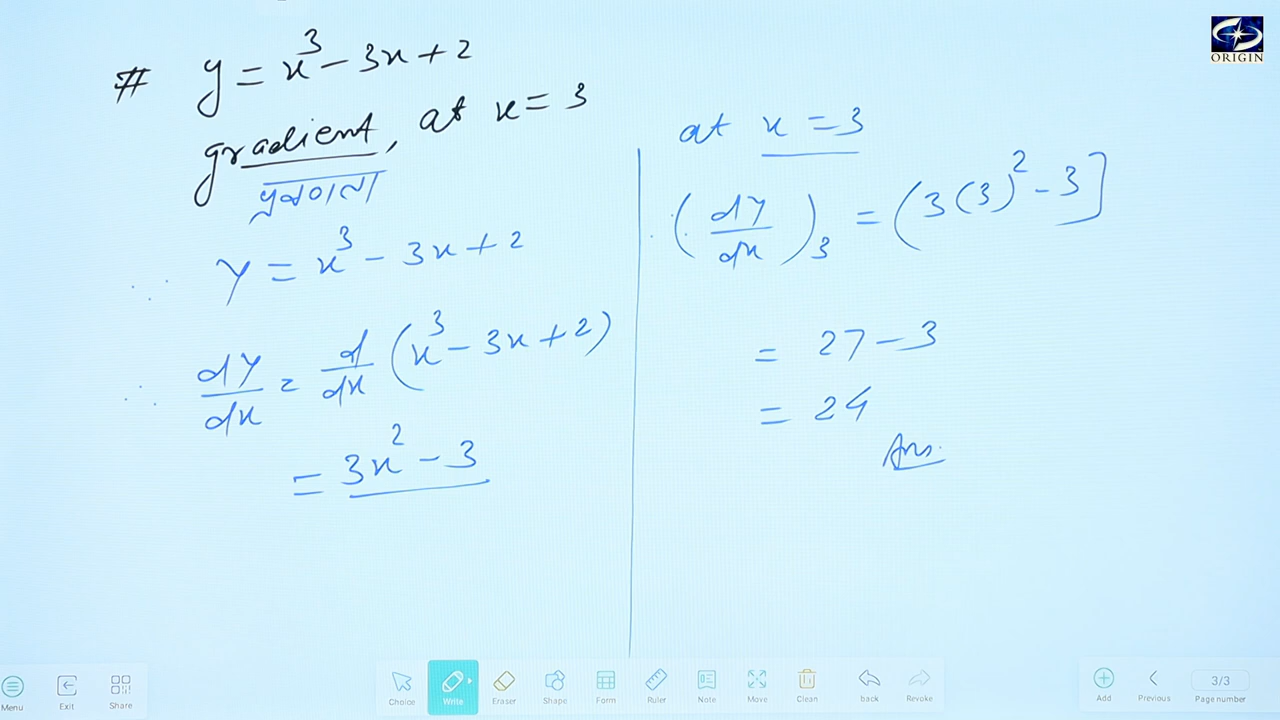 # y = x³ - 3x + 2
gradient, at x = 3
y = x³ - 3x + 2
dy/dx = d/dx (x³ - 3x + 2)
= 3x² - 3
at x = 3
(dy/dx)₃ = (3(3)² - 3]
= 27 - 3
= 24
Ans.
ORIGIN
Menu
Exit
Share
Choice
Write
Eraser
Shape
Form
Ruler
Note
Move
Clean
back
Revoke
Add
Previous
3/3
Page number